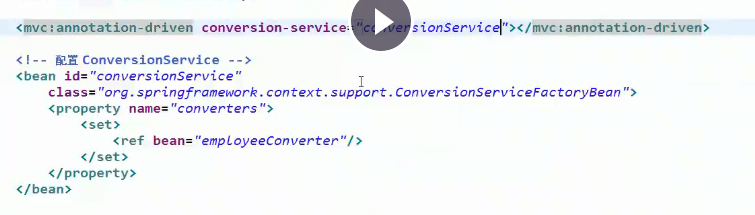 <mvc:annotation-driven conversion-service="conversionService"></mvc:annotation-driven>
<!-- 配置 ConversionService -->
<bean id="conversionService"
class="org.springframework.context.support.ConversionServiceFactoryBean">
<property name="converters">
<set>
<ref bean="employeeConverter"/>
</set>
</property>
</bean>